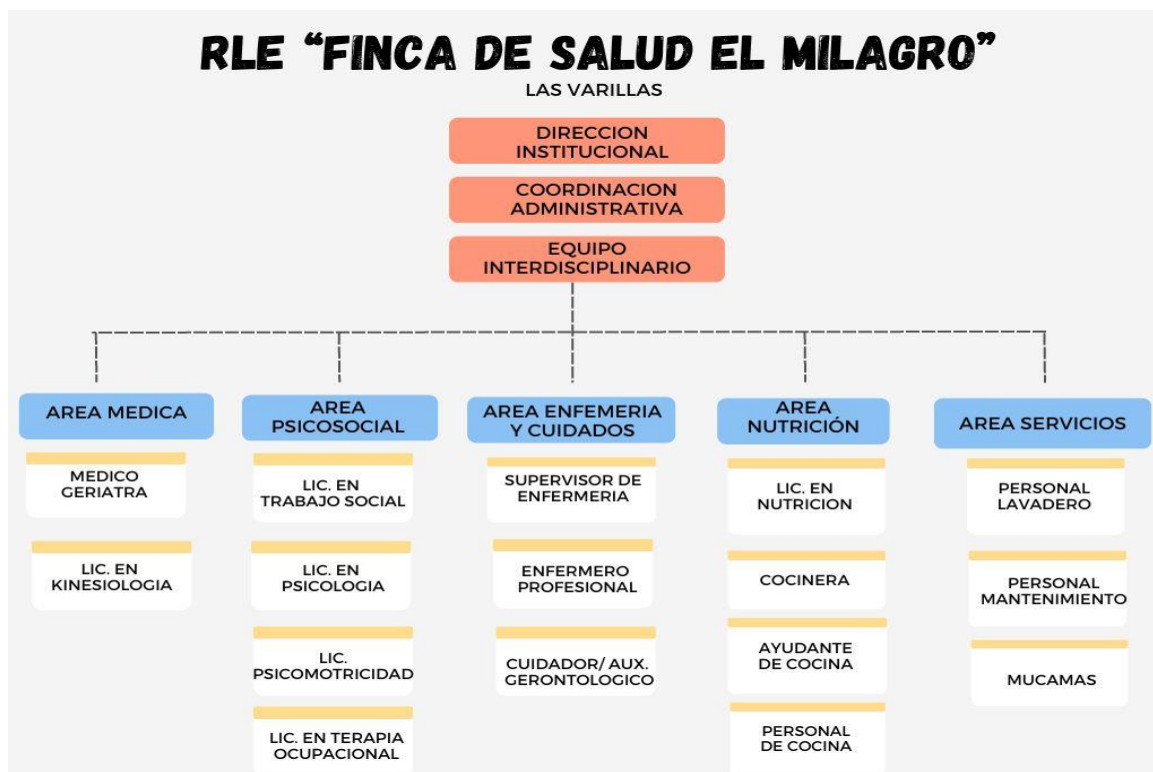 RLE “FINCA DE SALUD EL MILAGRO”
LAS VARILLAS
DIRECCION
INSTITUCIONAL
COORDINACION
ADMINISTRATIVA
EQUIPO
INTERDISCIPLINARIO
AREA MEDICA
MEDICO
GERIATRA
LIC. EN
KINESIOLOGIA
AREA
PSICOSOCIAL
LIC. EN
TRABAJO SOCIAL
LIC. EN
PSICOLOGIA
LIC.
PSICOMOTRICIDAD
LIC. EN TERAPIA
OCUPACIONAL
AREA ENFEMERIA
Y CUIDADOS
SUPERVISOR DE
ENFERMERIA
ENFERMERO
PROFESIONAL
CUIDADOR/ AUX.
GERONTOLOGICO
AREA
NUTRICIÓN
LIC. EN
NUTRICION
COCINERA
AYUDANTE
DE COCINA
PERSONAL
DE COCINA
AREA SERVICIOS
PERSONAL
LAVADERO
PERSONAL
MANTENIMIENTO
MUCAMAS